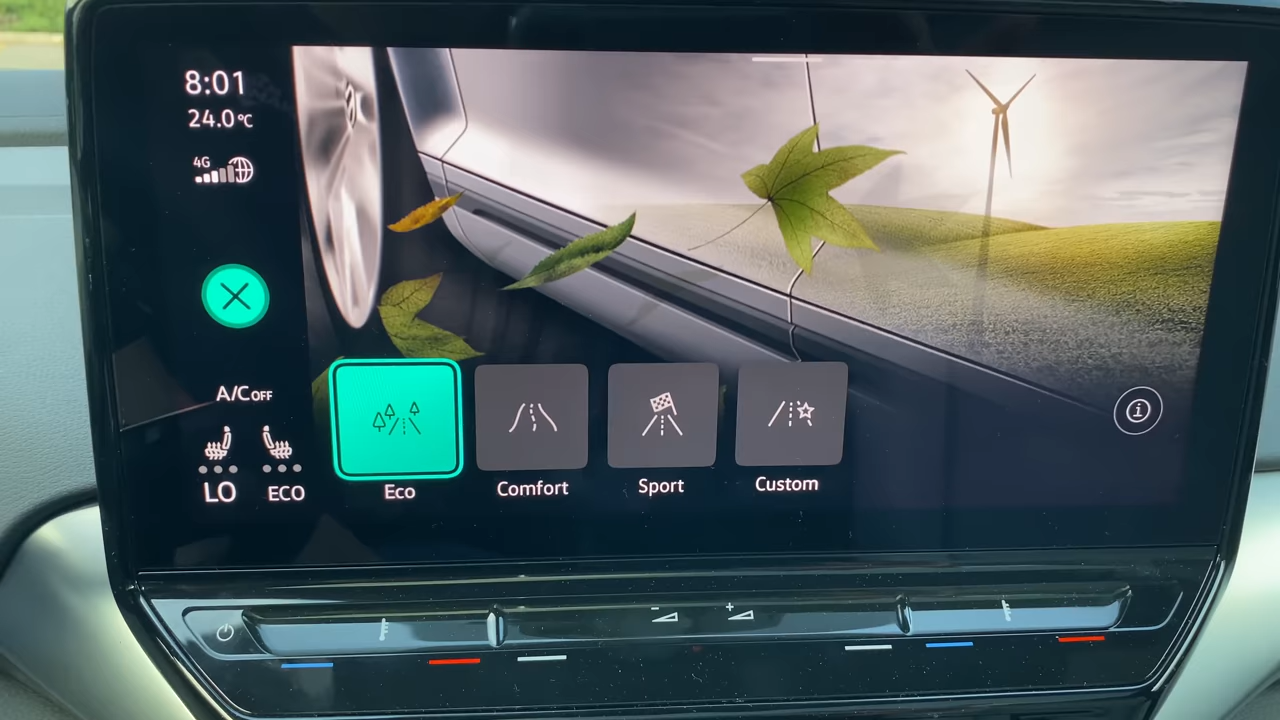 8:01
24.0°C
4G
A/C OFF
LO
ECO
Eco
Comfort
Sport
Custom